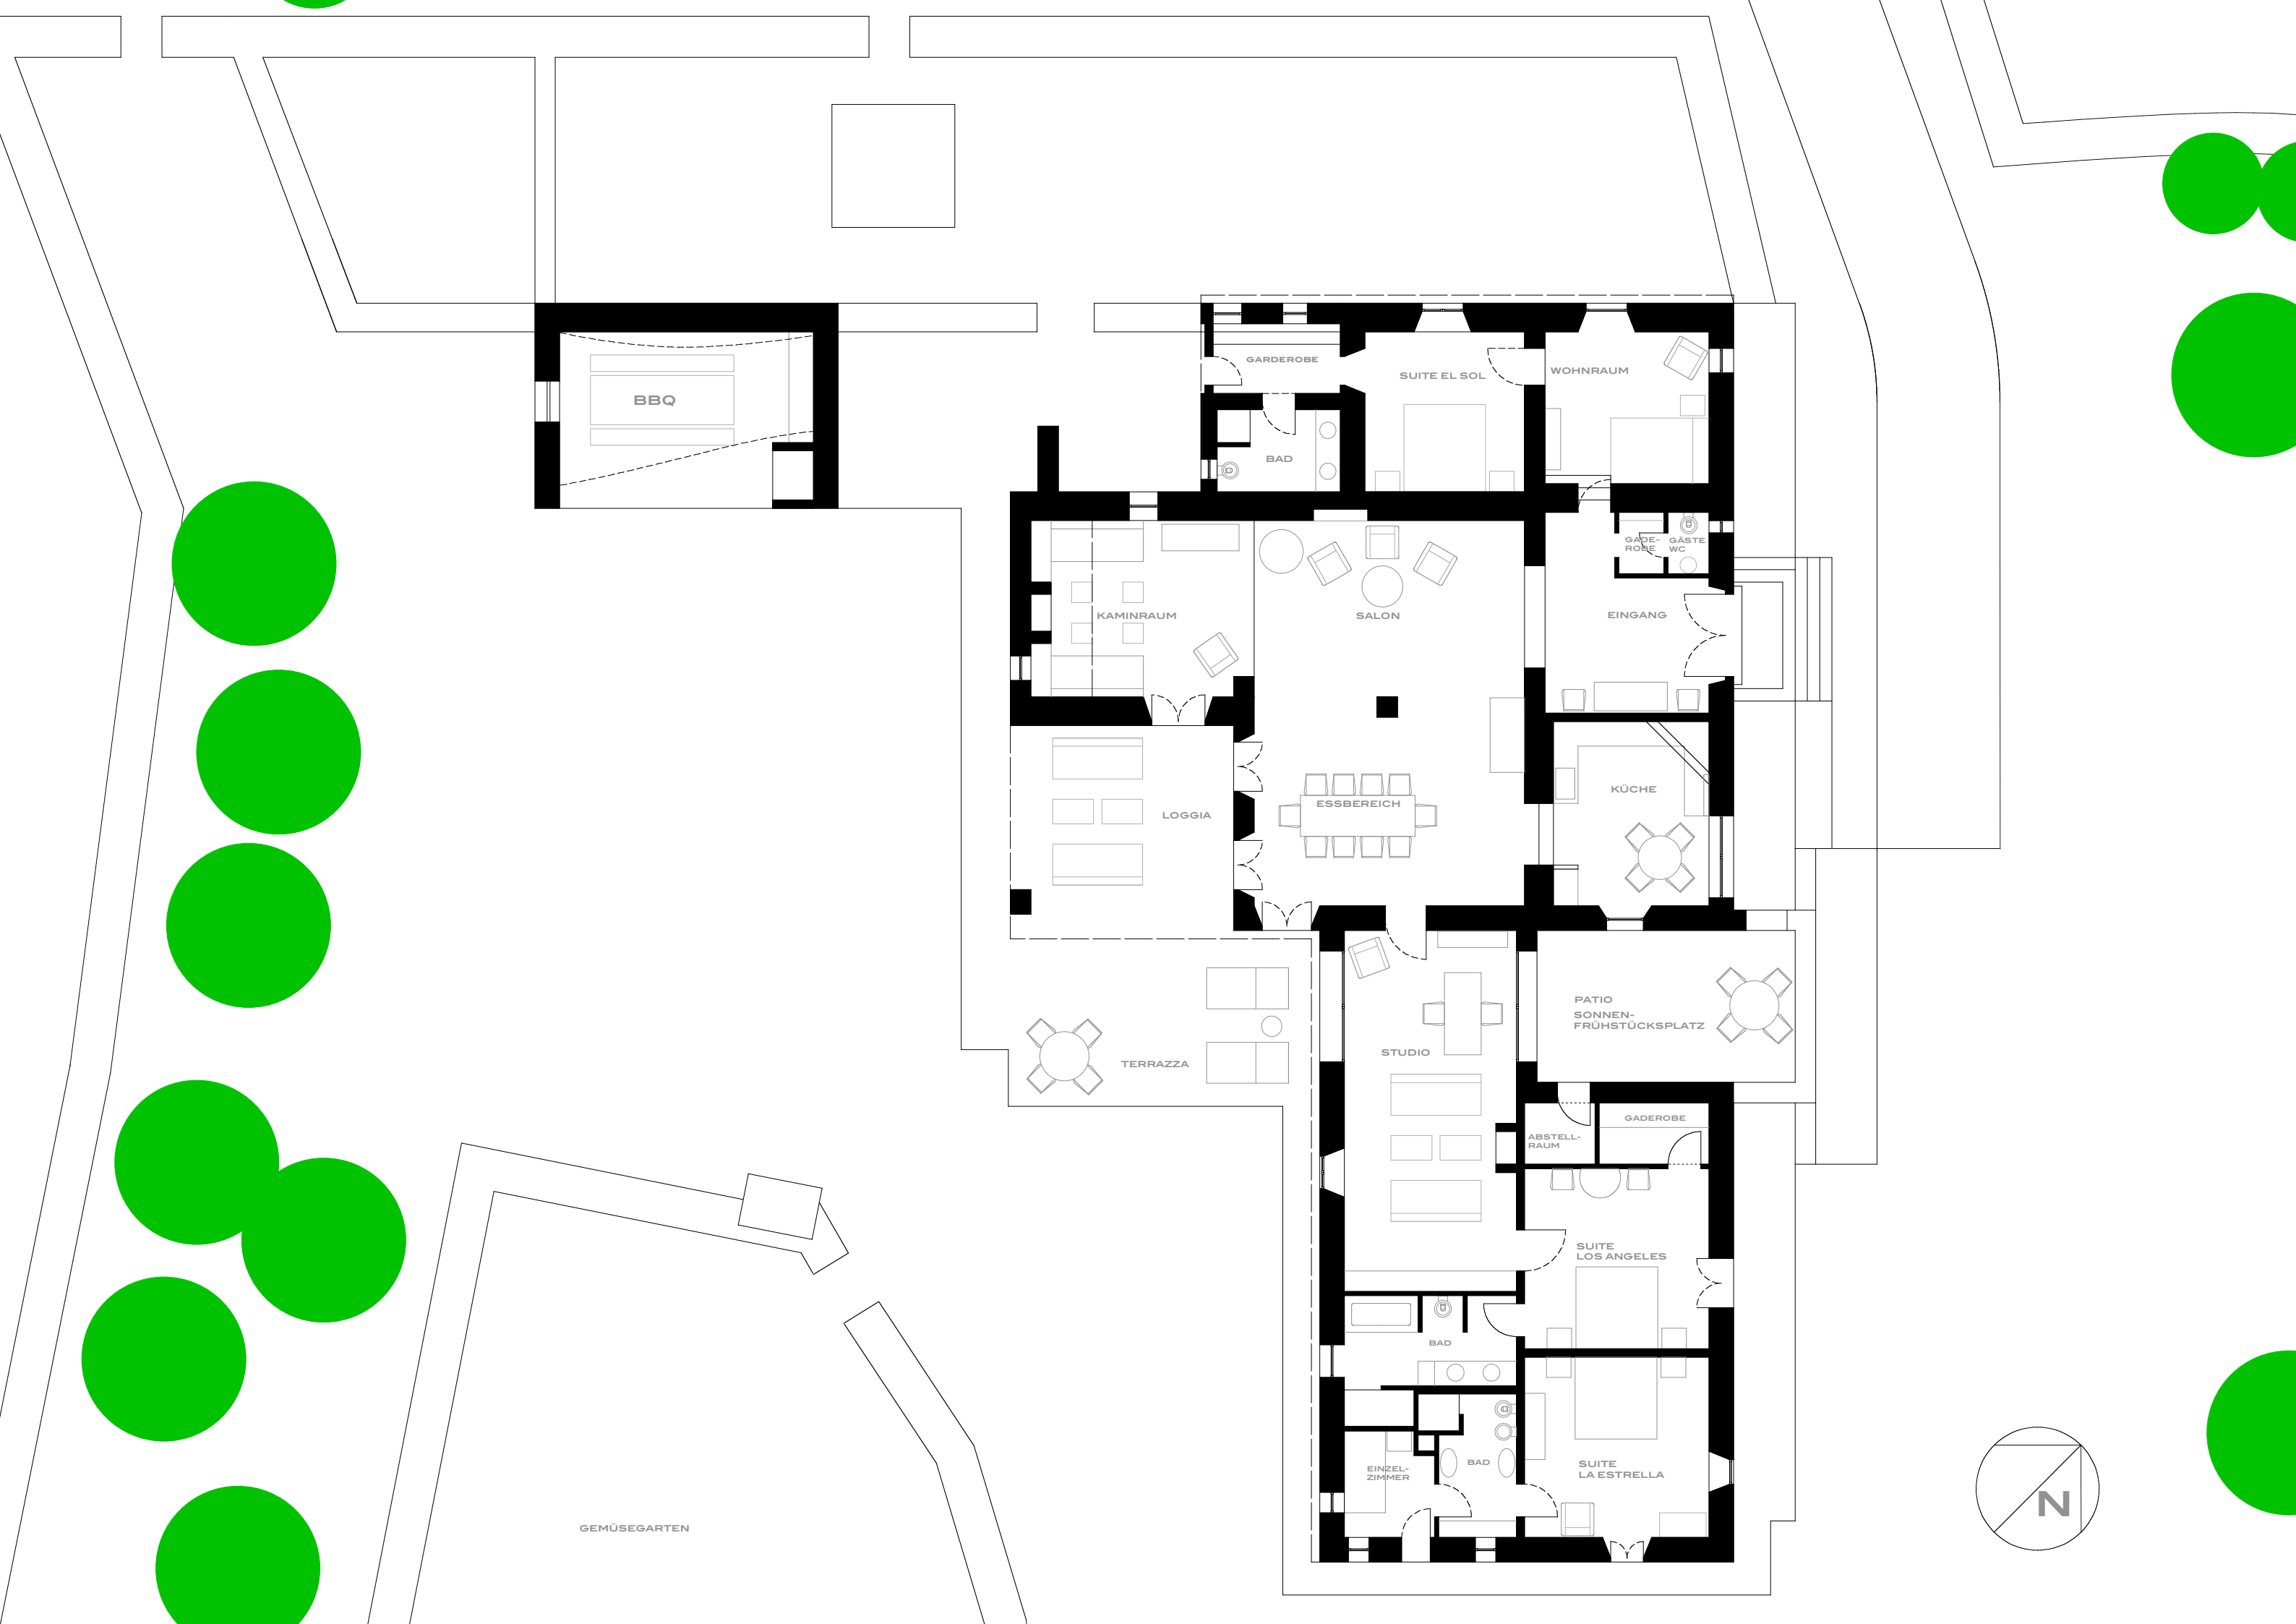 GARDEROBE
SUITE EL SOL
WOHNRAUM
BBQ
BAD
GADE-
ROBE
GÄSTE
WC
KAMINRAUM
SALON
EINGANG
KÜCHE
LOGGIA
ESSBEREICH
PATIO
SONNEN-
FRÜHSTÜCKSPLATZ
STUDIO
TERRAZZA
GADEROBE
ABSTELL-
RAUM
SUITE
LOS ANGELES
BAD
EINZEL-
ZIMMER
BAD
SUITE
LA ESTRELLA
GEMÜSEGARTEN
N